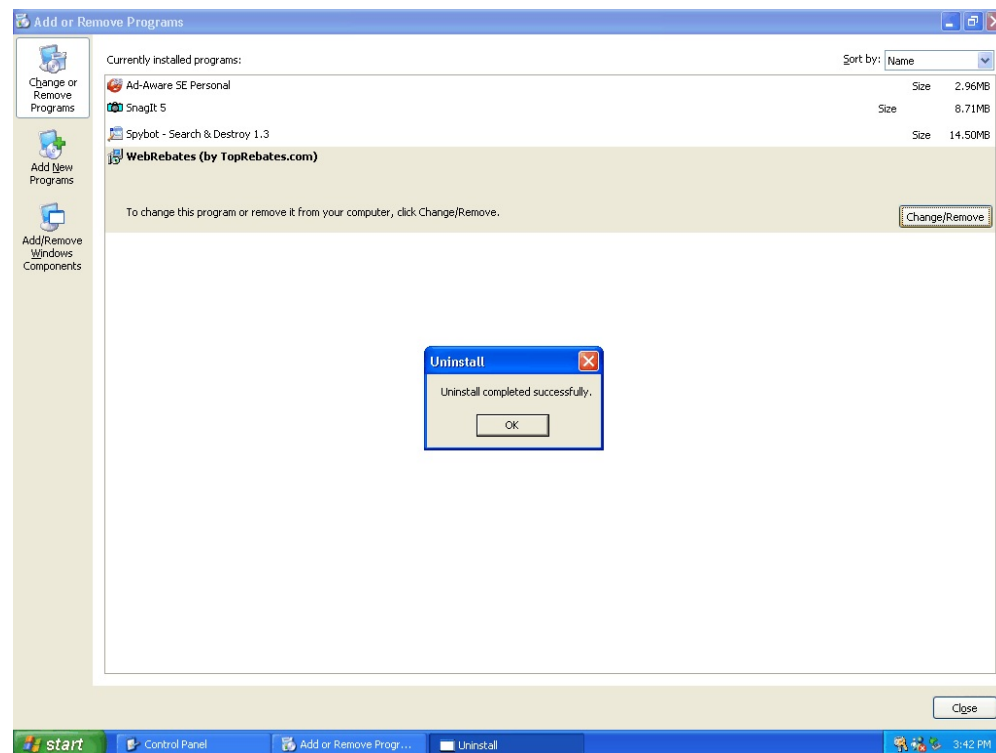 Add or Remove Programs
Change or
Remove
Programs
Add New
Programs
Add/Remove
Windows
Components
Currently installed programs:
Sort by: Name
Ad-Aware SE Personal Size 2.96MB
SnagIt 5 Size 8.71MB
Spybot - Search & Destroy 1.3 Size 14.50MB
WebRebates (by TopRebates.com)
To change this program or remove it from your computer, click Change/Remove.
Change/Remove
Uninstall
Uninstall completed successfully.
OK
Close
start Control Panel Add or Remove Progr... Uninstall 3:42 PM